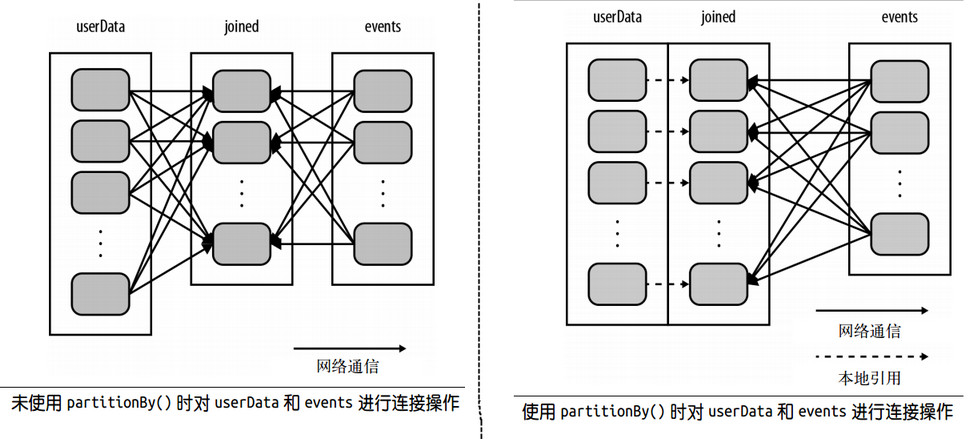 userData joined events
网络通信
未使用 partitionBy() 时对 userData 和 events 进行连接操作
userData joined events
网络通信
本地引用
使用 partitionBy() 时对 userData 和 events 进行连接操作